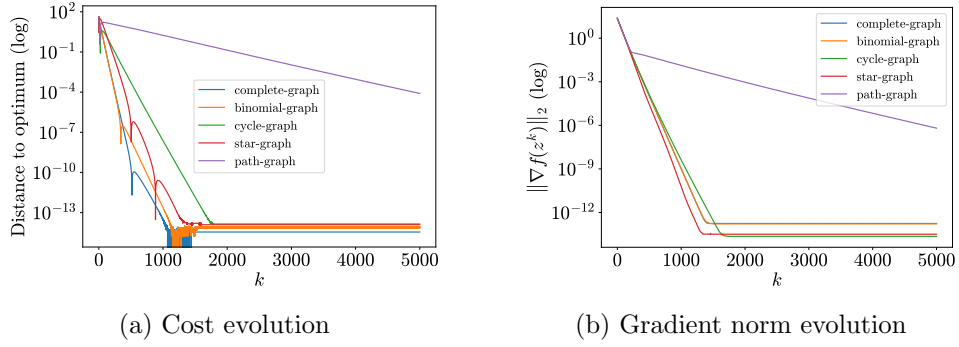 Distance to optimum (log)
10^2
10^{-1}
10^{-4}
10^{-7}
10^{-10}
10^{-13}
0
1000
2000
3000
4000
5000
k
complete-graph
binomial-graph
cycle-graph
star-graph
path-graph
(a) Cost evolution
‖∇f(z^k)‖_2 (log)
10^0
10^{-3}
10^{-6}
10^{-9}
10^{-12}
0
1000
2000
3000
4000
5000
k
complete-graph
binomial-graph
cycle-graph
star-graph
path-graph
(b) Gradient norm evolution